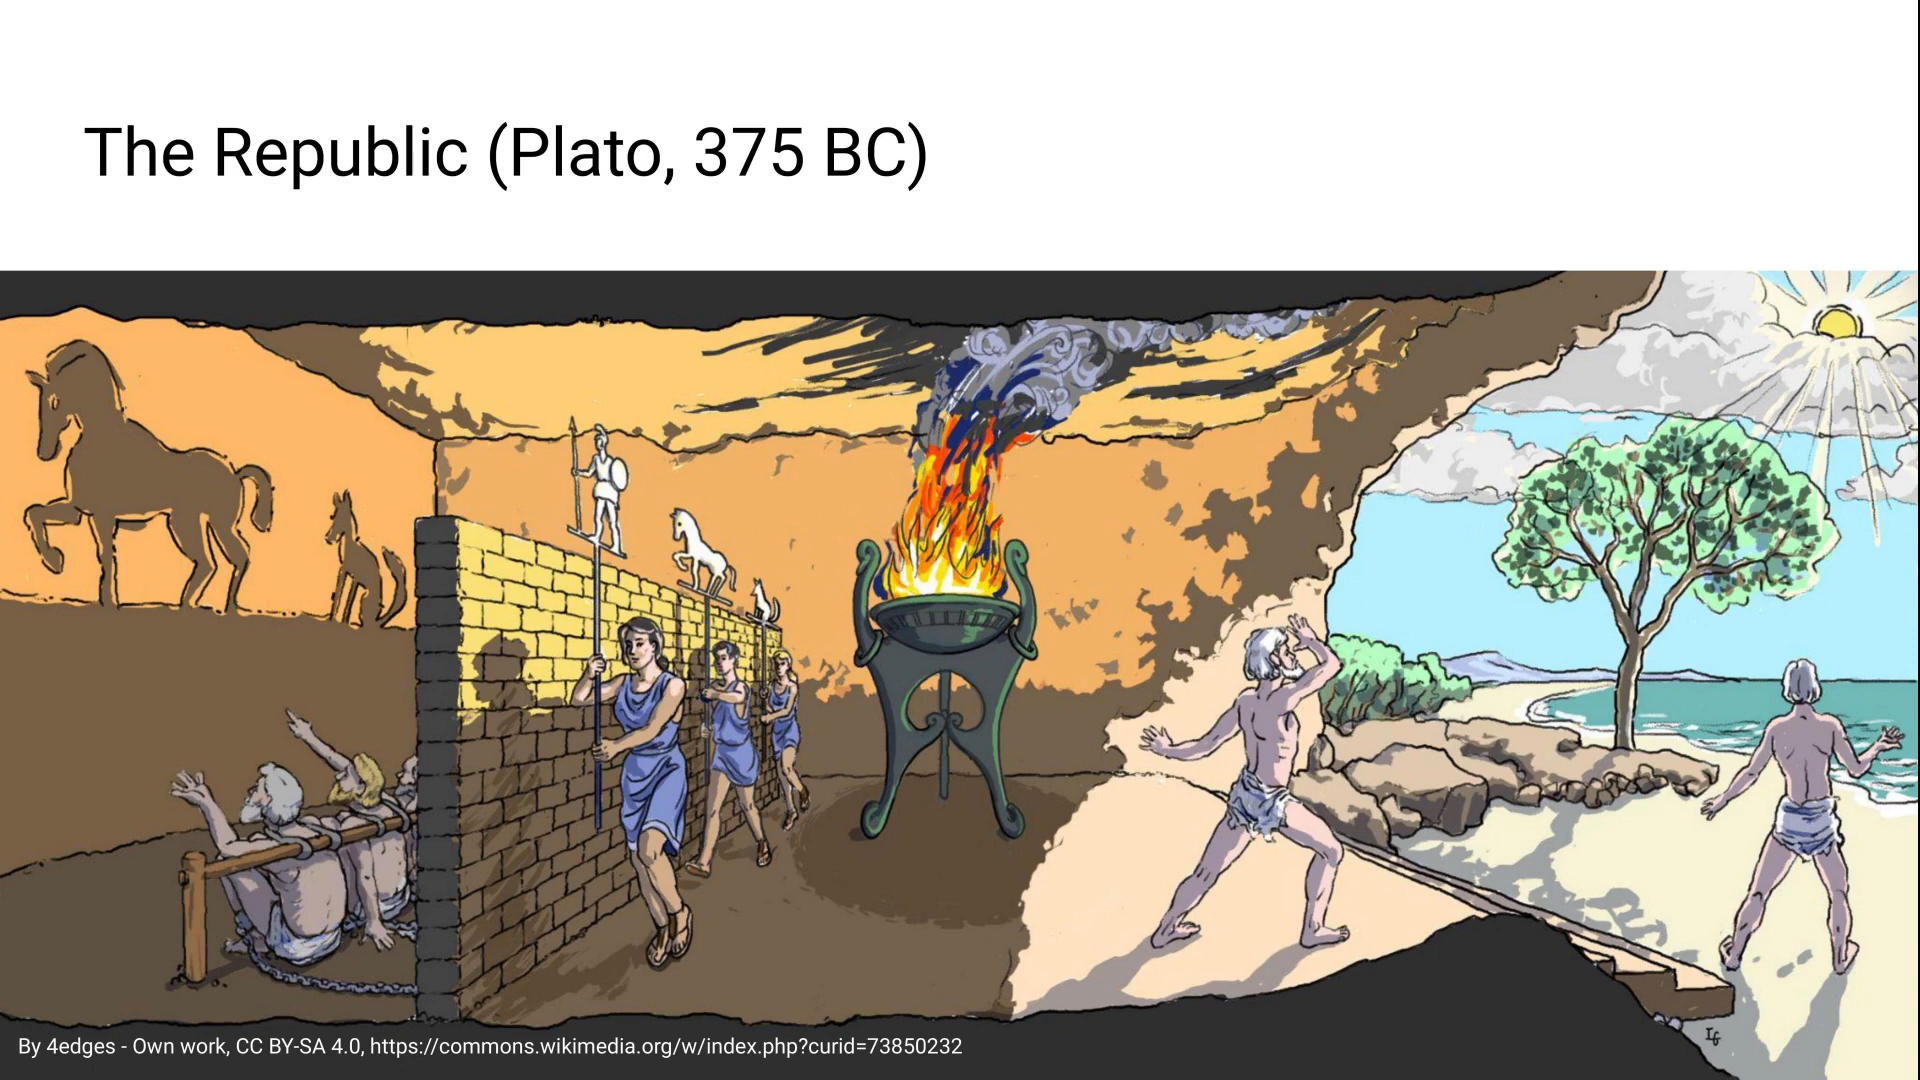 The Republic (Plato, 375 BC)
By 4edges - Own work, CC BY-SA 4.0, https://commons.wikimedia.org/w/index.php?curid=73850232